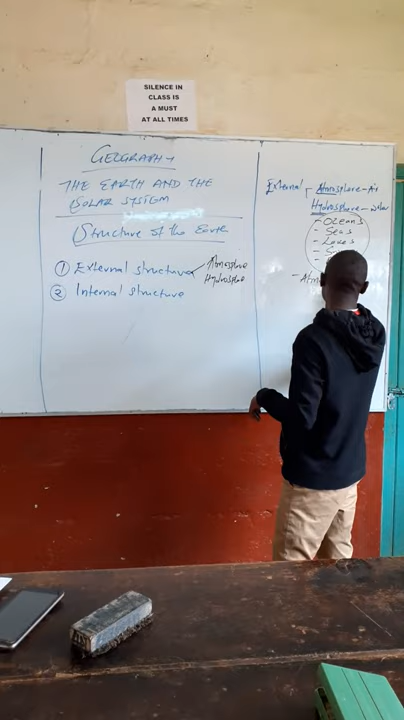 SILENCE IN
CLASS IS
A MUST
AT ALL TIMES
GEOGRAPHY
THE EARTH AND THE
SOLAR SYSTEM
Structure of the Earth
① External structure
Atmosphere
Hydrosphere
② Internal structure
External
Atmosphere - Air
Hydrosphere - water
- Oceans
- Seas
- Lakes